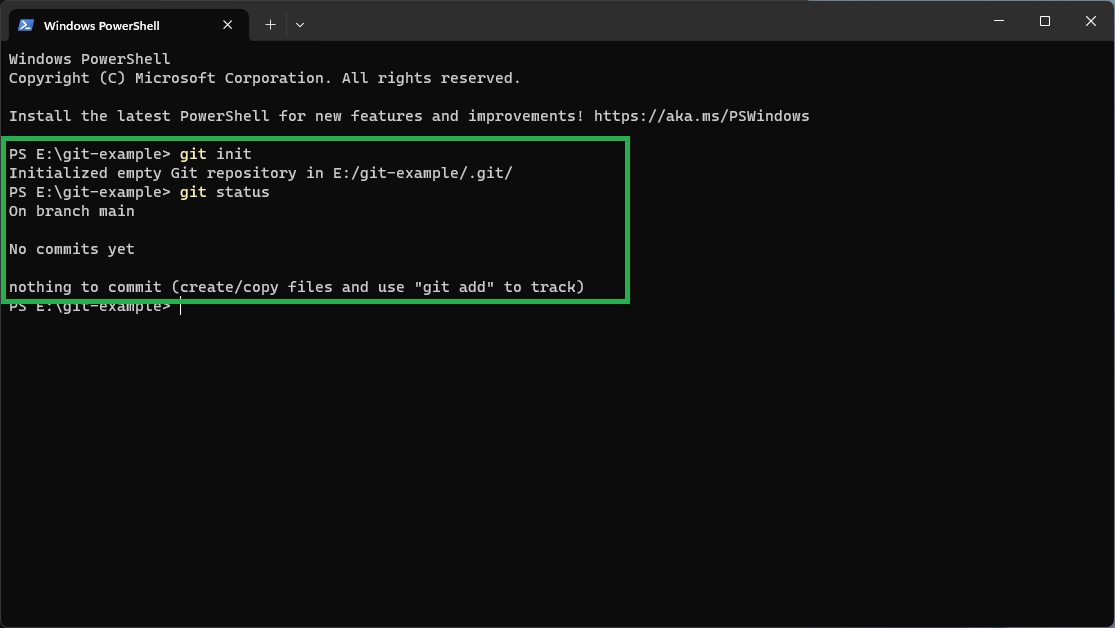 Windows PowerShell
Windows PowerShell
Copyright (C) Microsoft Corporation. All rights reserved.
Install the latest PowerShell for new features and improvements! https://aka.ms/PSWindows
PS E:\git-example> git init
Initialized empty Git repository in E:/git-example/.git/
PS E:\git-example> git status
On branch main
No commits yet
nothing to commit (create/copy files and use "git add" to track)
PS E:\git-example>